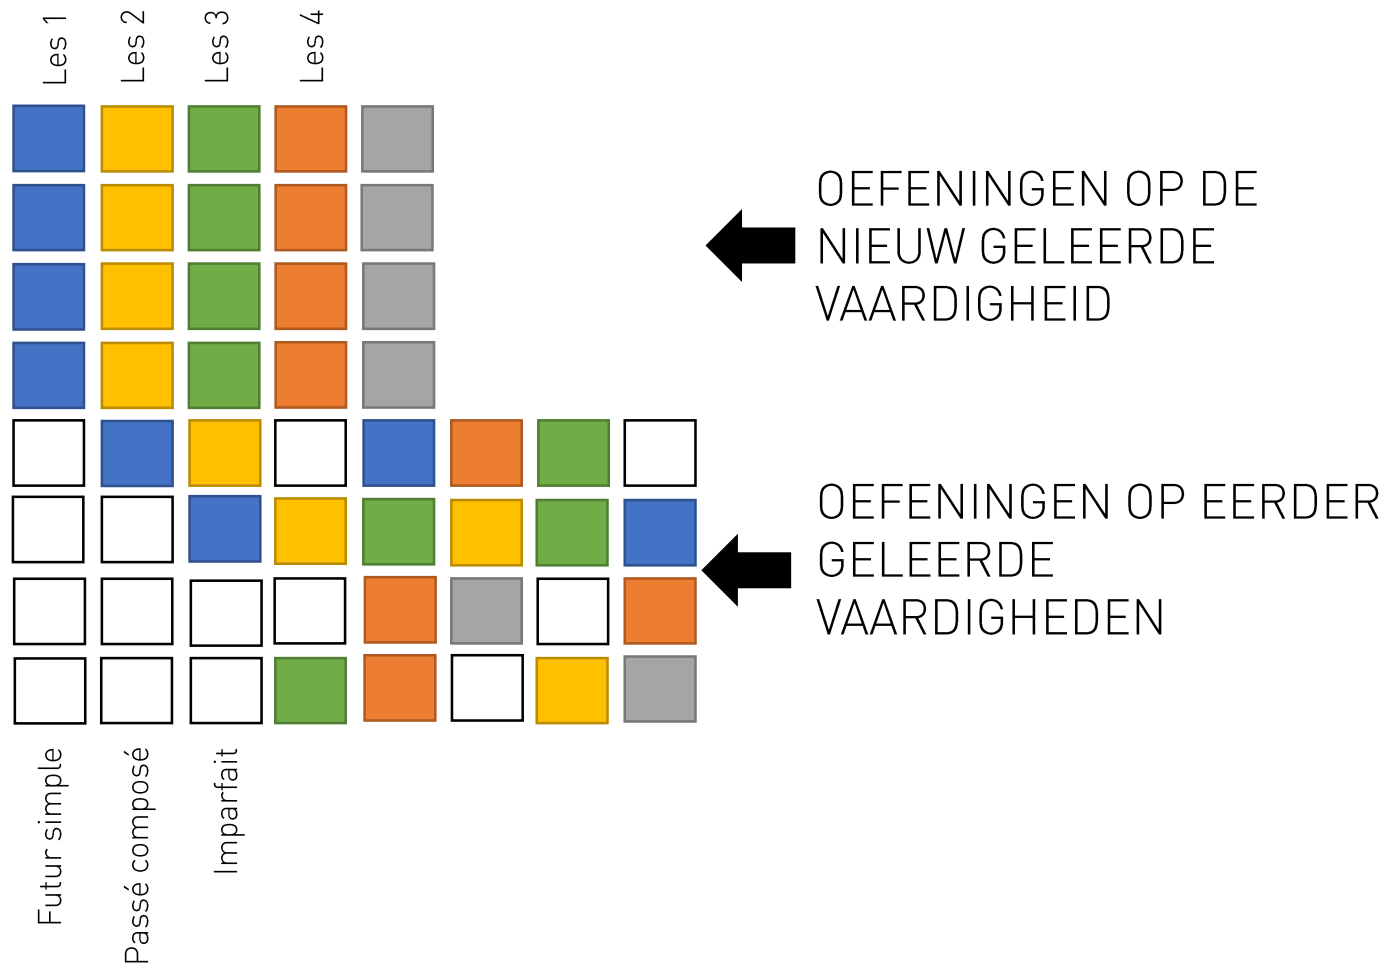 Les 1
Les 2
Les 3
Les 4
OEFENINGEN OP DE
NIEUW GELEERDE
VAARDIGHEID
OEFENINGEN OP EERDER
GELEERDE
VAARDIGHEDEN
Futur simple
Passé composé
Imparfait